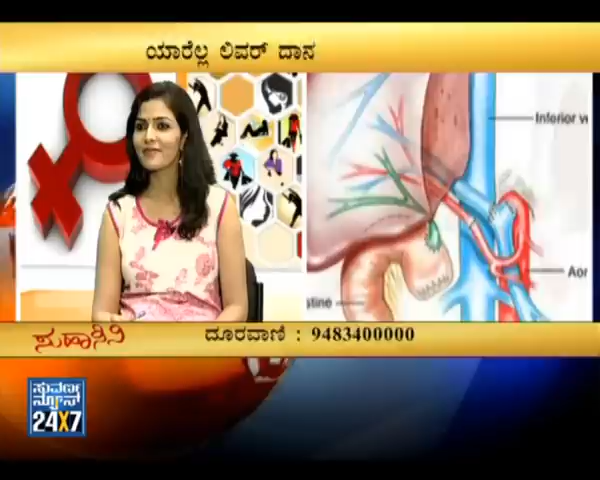 ಯಾರೆಲ್ಲ ಲಿವರ್ ದಾನ
Inferior v
Aor
stine
ಸುಹಾಸಿನಿ
ದೂರವಾಣಿ : 9483400000
ಸುವರ್ಣ
ನ್ಯೂಸ್
24X7